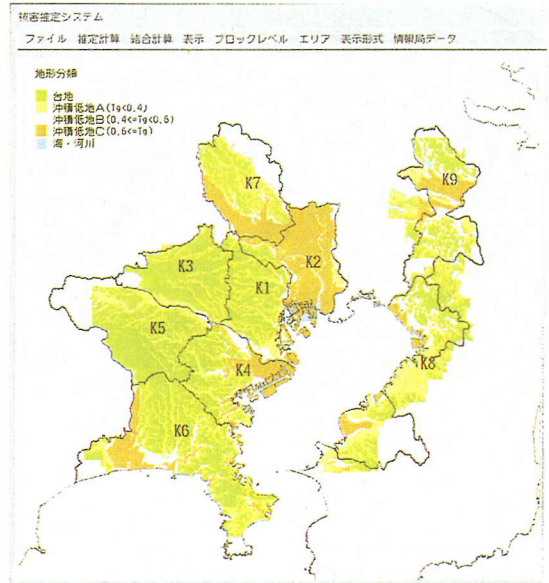 被害推定システム
ファイル 推定計算 結合計算 表示 ブロックレベル エリア 表示形式 情報局データ
地形分類
台地
沖積低地A(Tg<0.4)
沖積低地B(0.4<=Tg<0.6)
沖積低地C(0.6<=Tg)
海・河川
K7
K9
K2
K3
K1
K5
K4
K8
K6